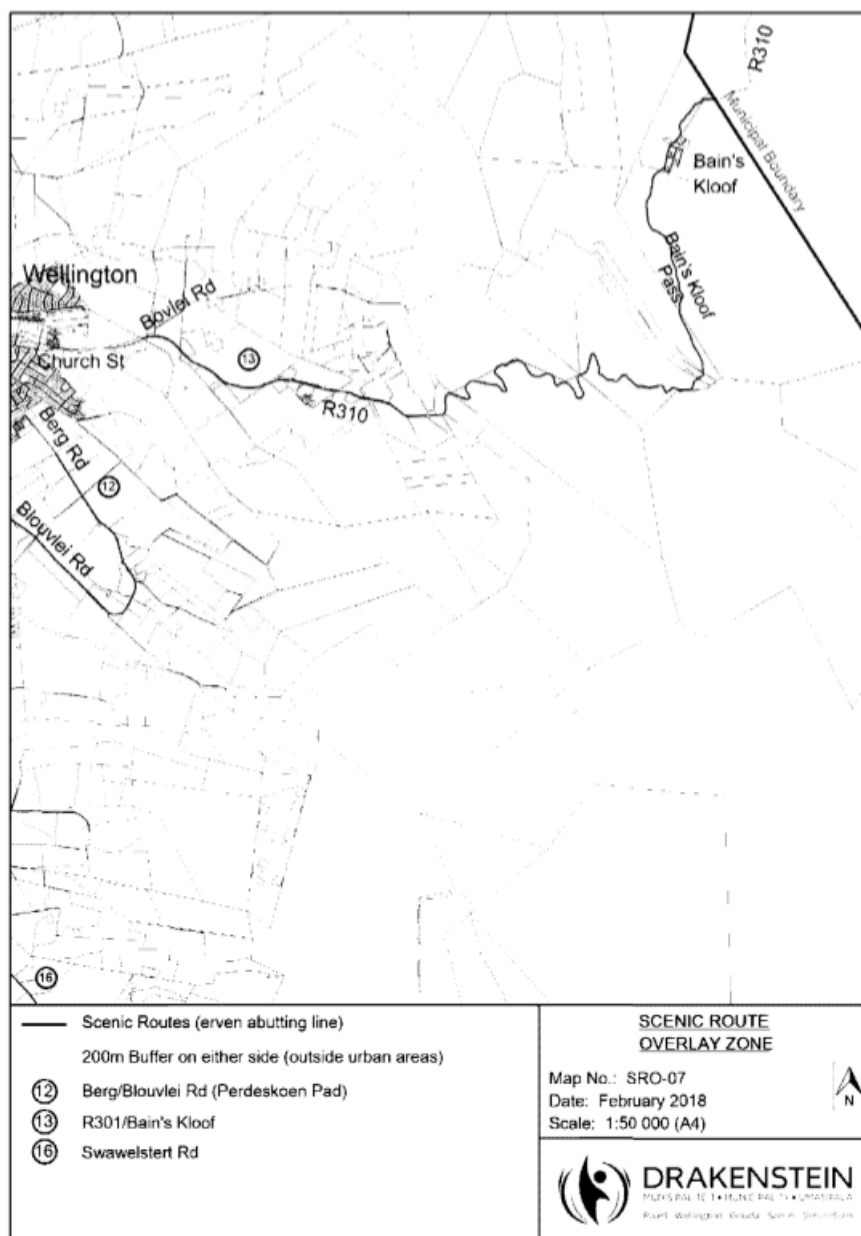 R310
Municipal Boundary
Bain's
Kloof
Bain's Kloof
Pass
Wellington
Bovlei Rd
Church St
13
R310
Berg Rd
12
Blouvlei Rd
16
Scenic Routes (erven abutting line)
200m Buffer on either side (outside urban areas)
12 Berg/Blouvlei Rd (Perdeskoen Pad)
13 R301/Bain's Kloof
16 Swawelstert Rd
SCENIC ROUTE
OVERLAY ZONE
Map No.: SRO-07
Date: February 2018
Scale: 1:50 000 (A4)
N
DRAKENSTEIN